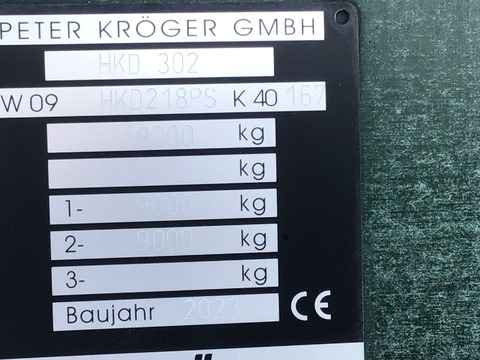 PETER KRÖGER GMBH
HKD 302
W 09 HKD218PS K 40 167
18000 kg
kg
1- 9000 kg
2- 9000 kg
3- kg
Baujahr 2023 CE